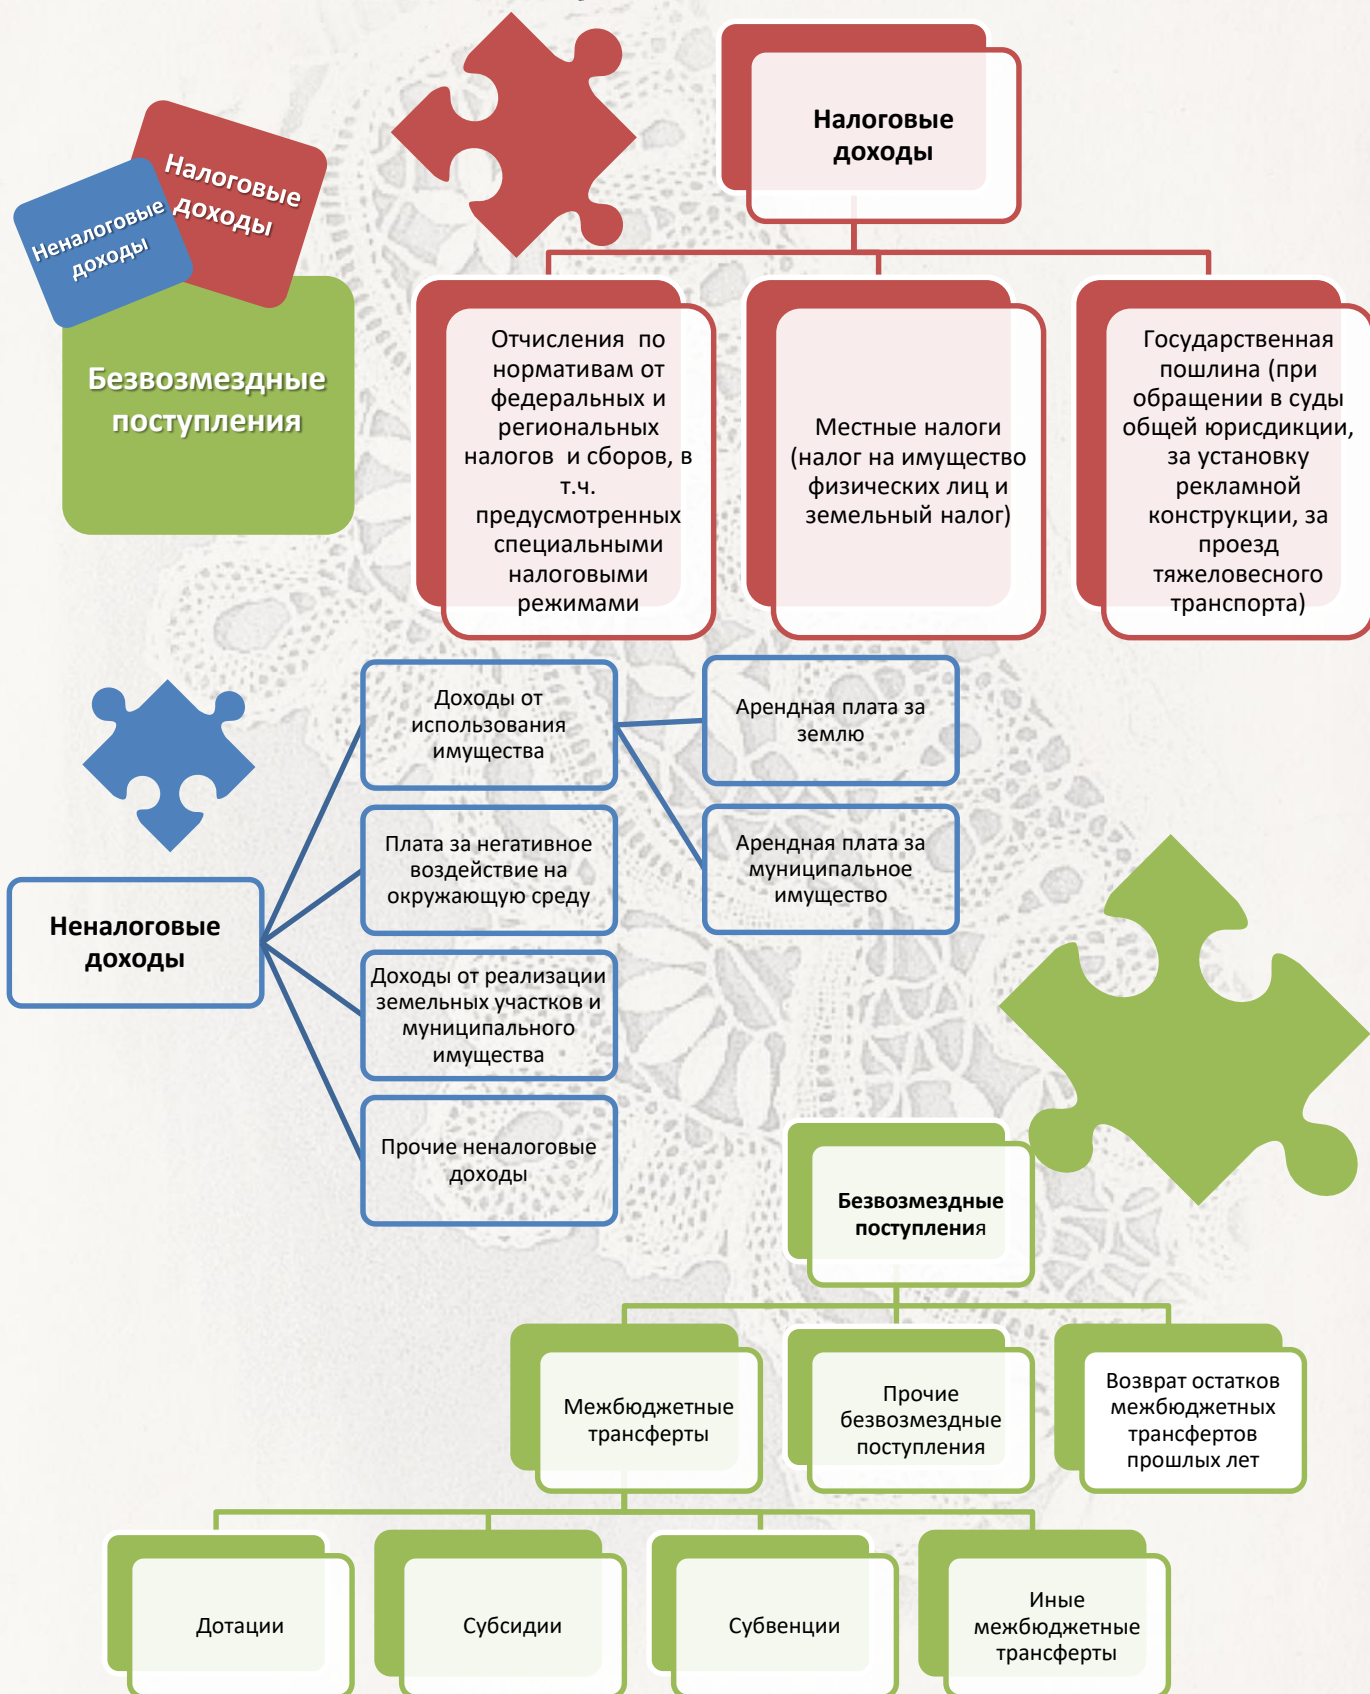 Налоговые
доходы
Неналоговые
доходы
Безвозмездные
поступления
Налоговые
доходы
Отчисления по
нормативам от
федеральных и
региональных
налогов и сборов, в
т.ч.
предусмотренных
специальными
налоговыми
режимами
Местные налоги
(налог на имущество
физических лиц и
земельный налог)
Государственная
пошлина (при
обращении в суды
общей юрисдикции,
за установку
рекламной
конструкции, за
проезд
тяжеловесного
транспорта)
Неналоговые
доходы
Доходы от
использования
имущества
Арендная плата за
землю
Арендная плата за
муниципальное
имущество
Плата за негативное
воздействие на
окружающую среду
Доходы от реализации
земельных участков и
муниципального
имущества
Прочие неналоговые
доходы
Безвозмездные
поступления
Межбюджетные
трансферты
Прочие
безвозмездные
поступления
Возврат остатков
межбюджетных
трансфертов
прошлых лет
Дотации
Субсидии
Субвенции
Иные
межбюджетные
трансферты